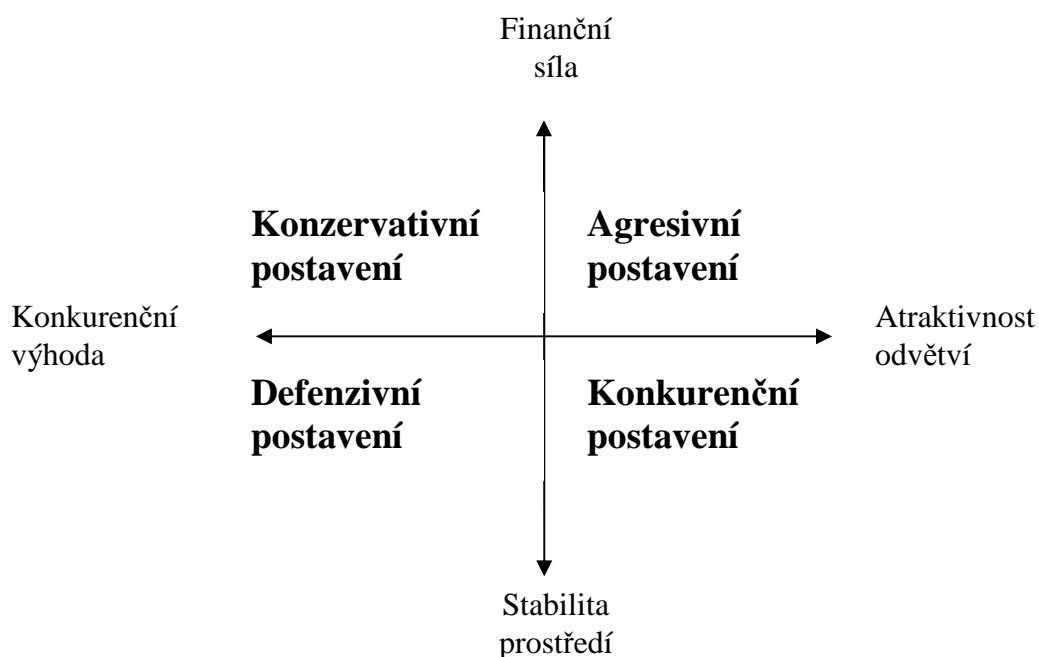 Finanční
síla
Konzervativní
postavení
Agresivní
postavení
Konkurenční
výhoda
Atraktivnost
odvětví
Defenzivní
postavení
Konkurenční
postavení
Stabilita
prostředí